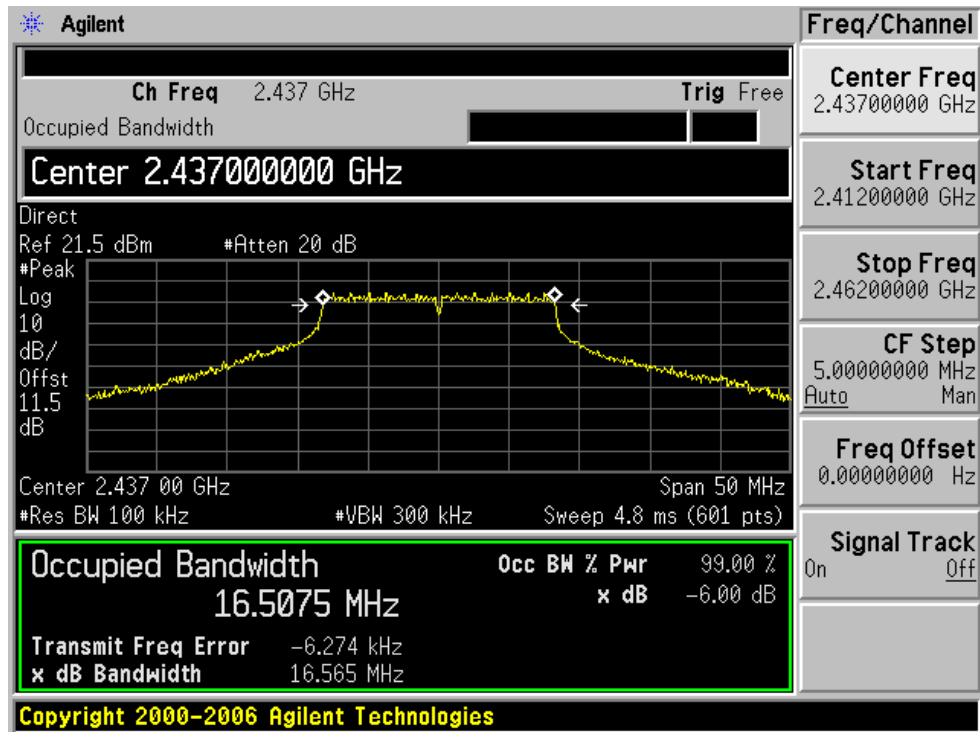 Agilent
Freq/Channel
Ch Freq 2.437 GHz Trig Free
Occupied Bandwidth
Center 2.437000000 GHz
Direct
Ref 21.5 dBm #Atten 20 dB
#Peak
Log
10
dB/
Offst
11.5
dB
Center 2.437 00 GHz Span 50 MHz
#Res BW 100 kHz #VBW 300 kHz Sweep 4.8 ms (601 pts)
Occupied Bandwidth Occ BW % Pwr 99.00 %
16.5075 MHz x dB -6.00 dB
Transmit Freq Error -6.274 kHz
x dB Bandwidth 16.565 MHz
Center Freq
2.43700000 GHz
Start Freq
2.41200000 GHz
Stop Freq
2.46200000 GHz
CF Step
5.00000000 MHz
Auto Man
Freq Offset
0.00000000 Hz
Signal Track
On Off
Copyright 2000-2006 Agilent Technologies